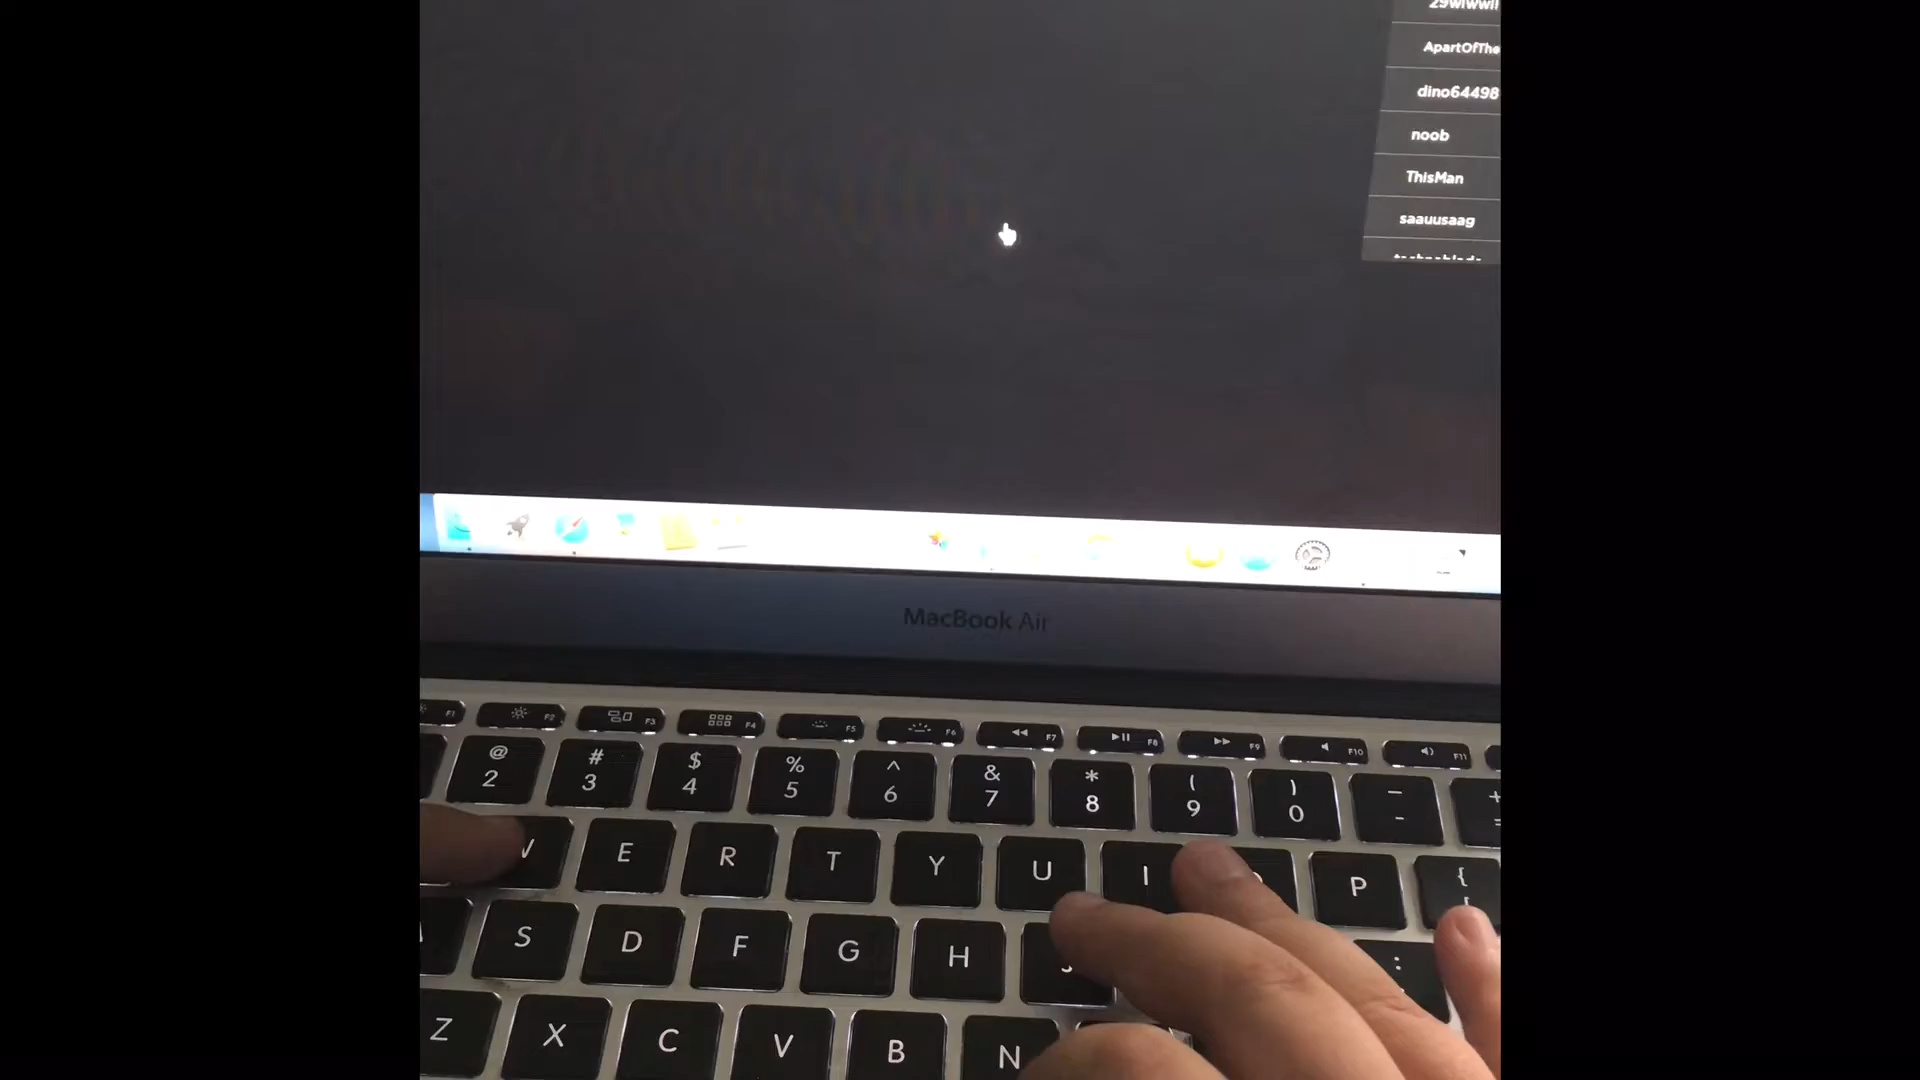 29wiwwi!
ApartOfThe
dino64498
noob
ThisMan
saauusaag
MacBook Air
F1 F2 F3 F4 F5 F6 F7 F8 F9 F10 F11
@ # $ % ^ & * ( ) — +
2 3 4 5 6 7 8 9 0 - =
W E R T Y U I P {
[
S D F G H J :
Z X C V B N